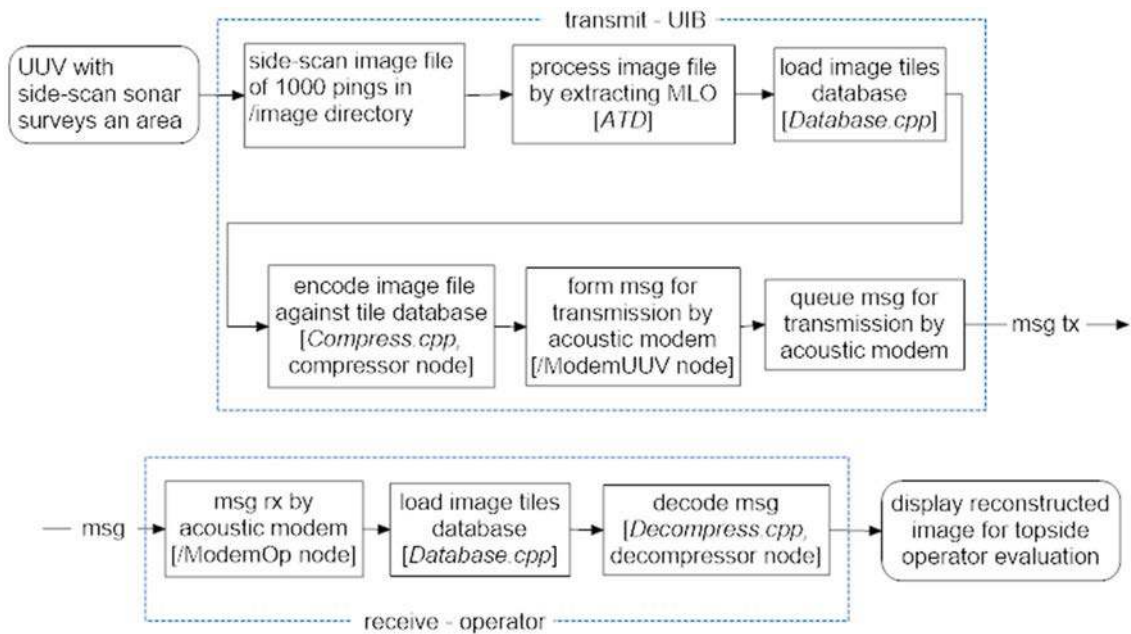 transmit - UIB
UUV with
side-scan sonar
surveys an area
side-scan image file
of 1000 pings in
/image directory
process image file
by extracting MLO
[ATD]
load image tiles
database
[Database.cpp]
encode image file
against tile database
[Compress.cpp,
compressor node]
form msg for
transmission by
acoustic modem
[/ModemUUV node]
queue msg for
transmission by
acoustic modem
msg tx
msg
msg rx by
acoustic modem
[/ModemOp node]
load image tiles
database
[Database.cpp]
decode msg
[Decompress.cpp,
decompressor node]
display reconstructed
image for topside
operator evaluation
receive - operator